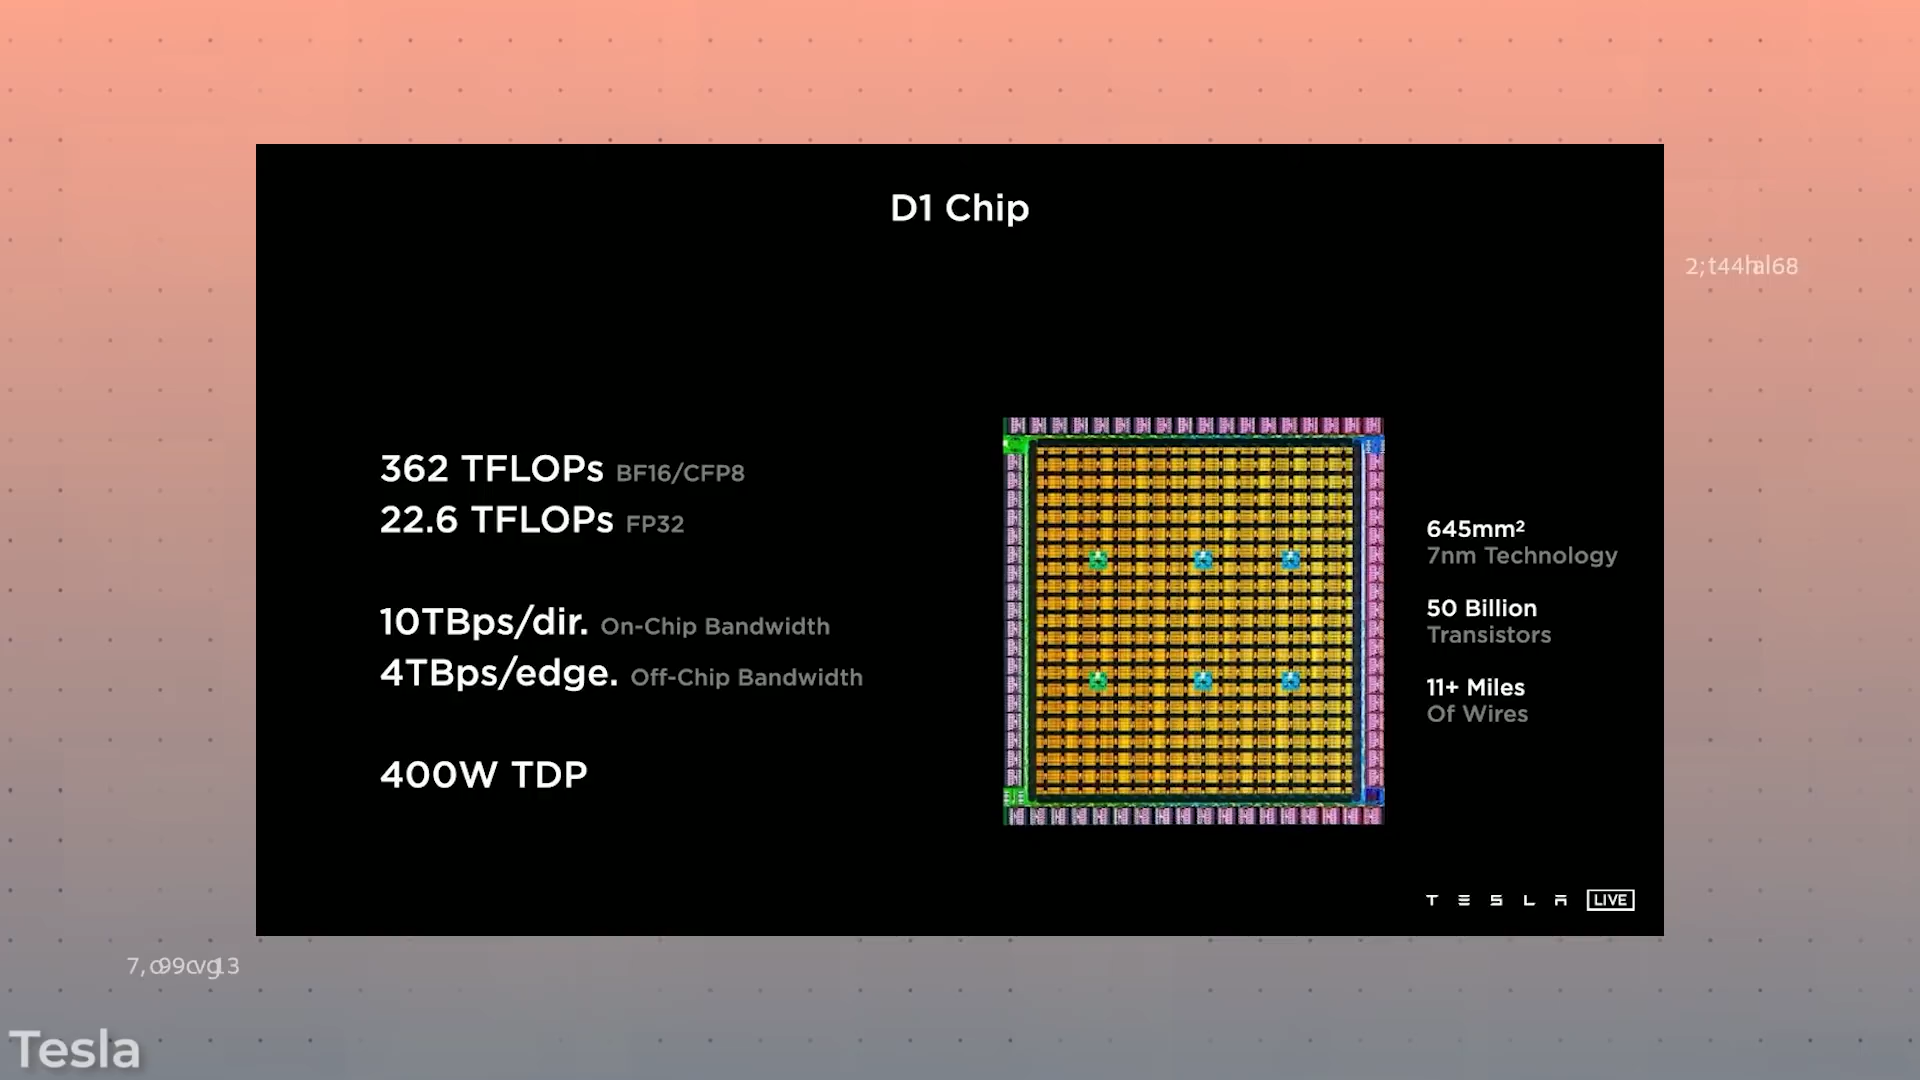 D1 Chip
362 TFLOPs BF16/CFP8
22.6 TFLOPs FP32
10TBps/dir. On-Chip Bandwidth
4TBps/edge. Off-Chip Bandwidth
400W TDP
645mm²
7nm Technology
50 Billion
Transistors
11+ Miles
Of Wires
TESLA LIVE
Tesla